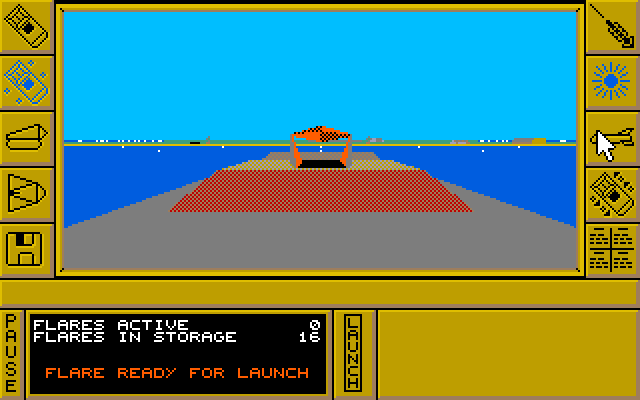 PAUSE
FLARES ACTIVE 0
FLARES IN STORAGE 16
FLARE READY FOR LAUNCH
LAUNCH